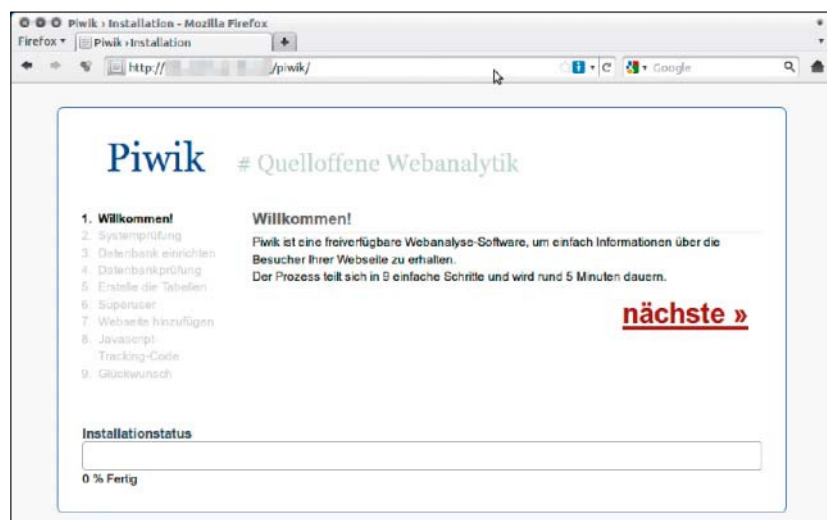 Piwik › Installation - Mozilla Firefox
Firefox
Piwik › Installation
http:// /piwik/
Google
Piwik # Quelloffene Webanalytik
1. Willkommen!
2. Systemprüfung
3. Datenbank einrichten
4. Datenbankprüfung
5. Erstelle die Tabellen
6. Superuser
7. Webseite hinzufügen
8. Javascript-
Tracking-Code
9. Glückwunsch
Willkommen!
Piwik ist eine freiverfügbare Webanalyse-Software, um einfach Informationen über die
Besucher Ihrer Webseite zu erhalten.
Der Prozess teilt sich in 9 einfache Schritte und wird rund 5 Minuten dauern.
nächste »
Installationstatus
0 % Fertig